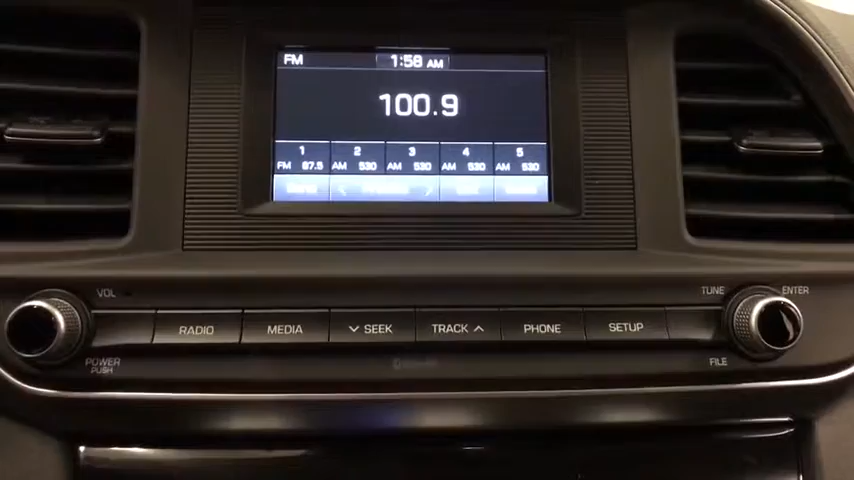 FM 1:58 AM
100.9
1 2 3 4 5
FM 87.5 AM 530 AM 530 AM 530 AM 530
VOL TUNE ENTER
RADIO MEDIA SEEK TRACK PHONE SETUP
POWER PUSH FILE